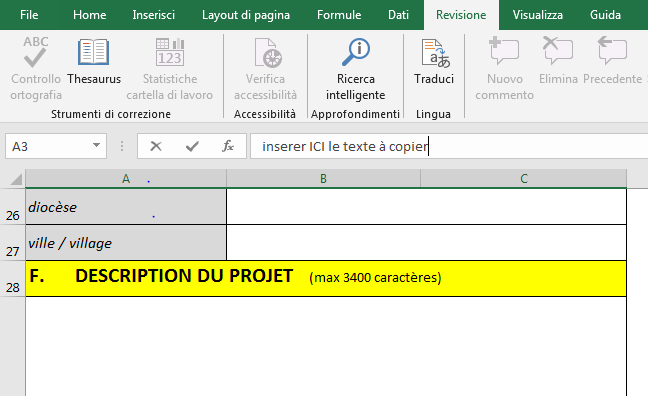 File Home Inserisci Layout di pagina Formule Dati Revisione Visualizza Guida
ABC 123
Controllo ortografia Thesaurus Statistiche cartella di lavoro Verifica accessibilità Ricerca intelligente Traduci Nuovo commento Elimina Precedente
Strumenti di correzione Accessibilità Approfondimenti Lingua
A3 fx inserer ICI le texte à copier
A B C
26 diocèse
27 ville / village
28 F. DESCRIPTION DU PROJET (max 3400 caractères)